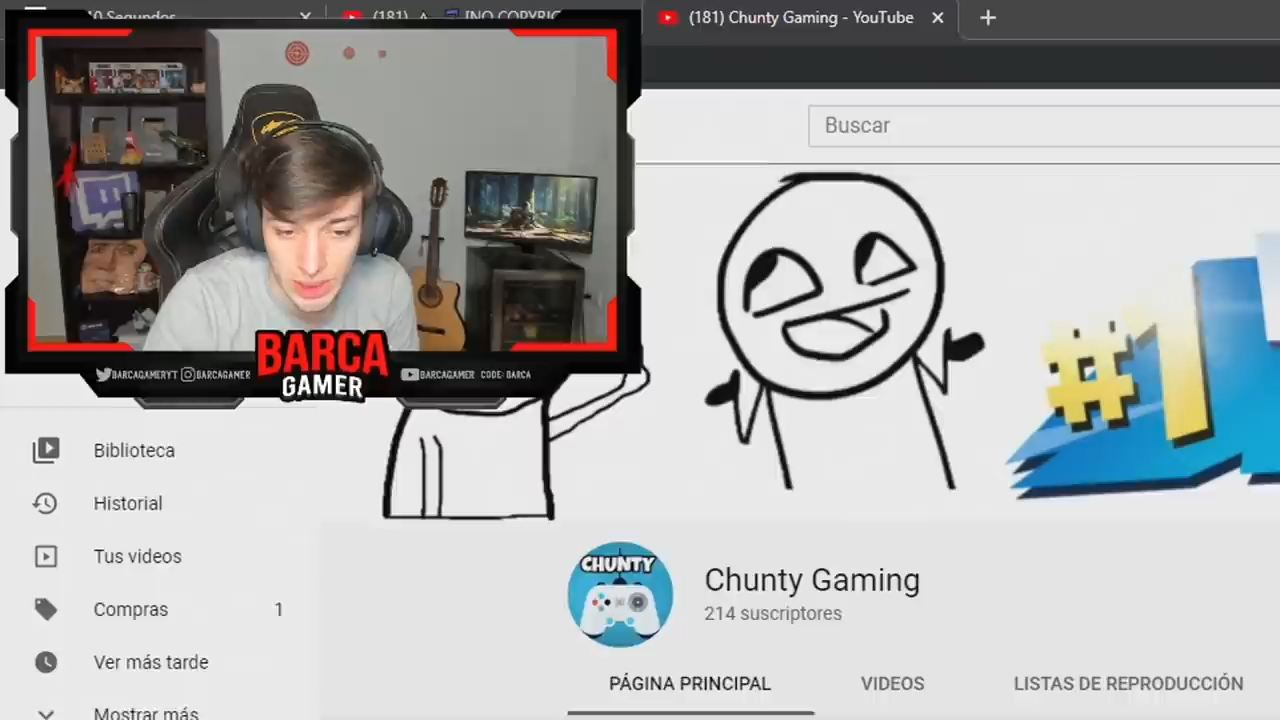 10 Segundos
(181)
[NO COPYRIG
(181) Chunty Gaming - YouTube
Buscar
BARCA
GAMER
BARCAGAMERYT
BARCAGAMER
BARCAGAMER
CODE: BARCA
#1
Biblioteca
Historial
Tus videos
Compras 1
Ver más tarde
Mostrar más
CHUNTY
Chunty Gaming
214 suscriptores
PÁGINA PRINCIPAL
VIDEOS
LISTAS DE REPRODUCCIÓN